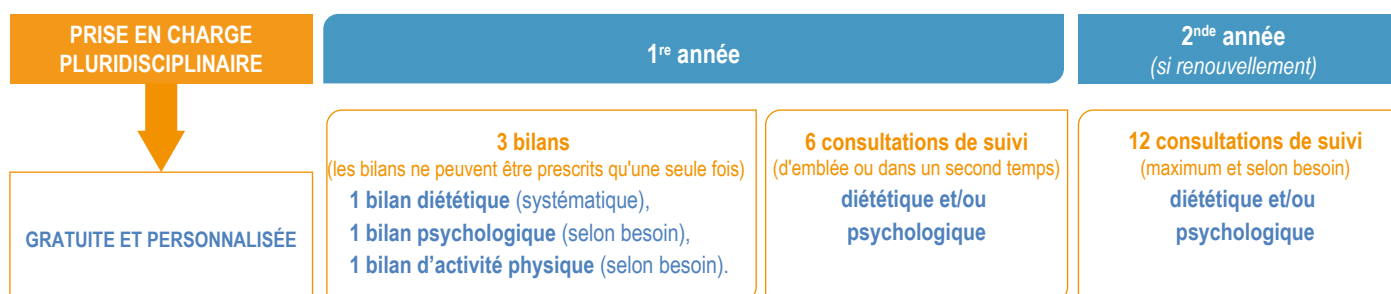 PRISE EN CHARGE
PLURIDISCIPLINAIRE
GRATUITE ET PERSONNALISÉE
1re année
3 bilans
(les bilans ne peuvent être prescrits qu'une seule fois)
1 bilan diététique (systématique),
1 bilan psychologique (selon besoin),
1 bilan d’activité physique (selon besoin).
6 consultations de suivi
(d'emblée ou dans un second temps)
diététique et/ou
psychologique
2nde année
(si renouvellement)
12 consultations de suivi
(maximum et selon besoin)
diététique et/ou
psychologique